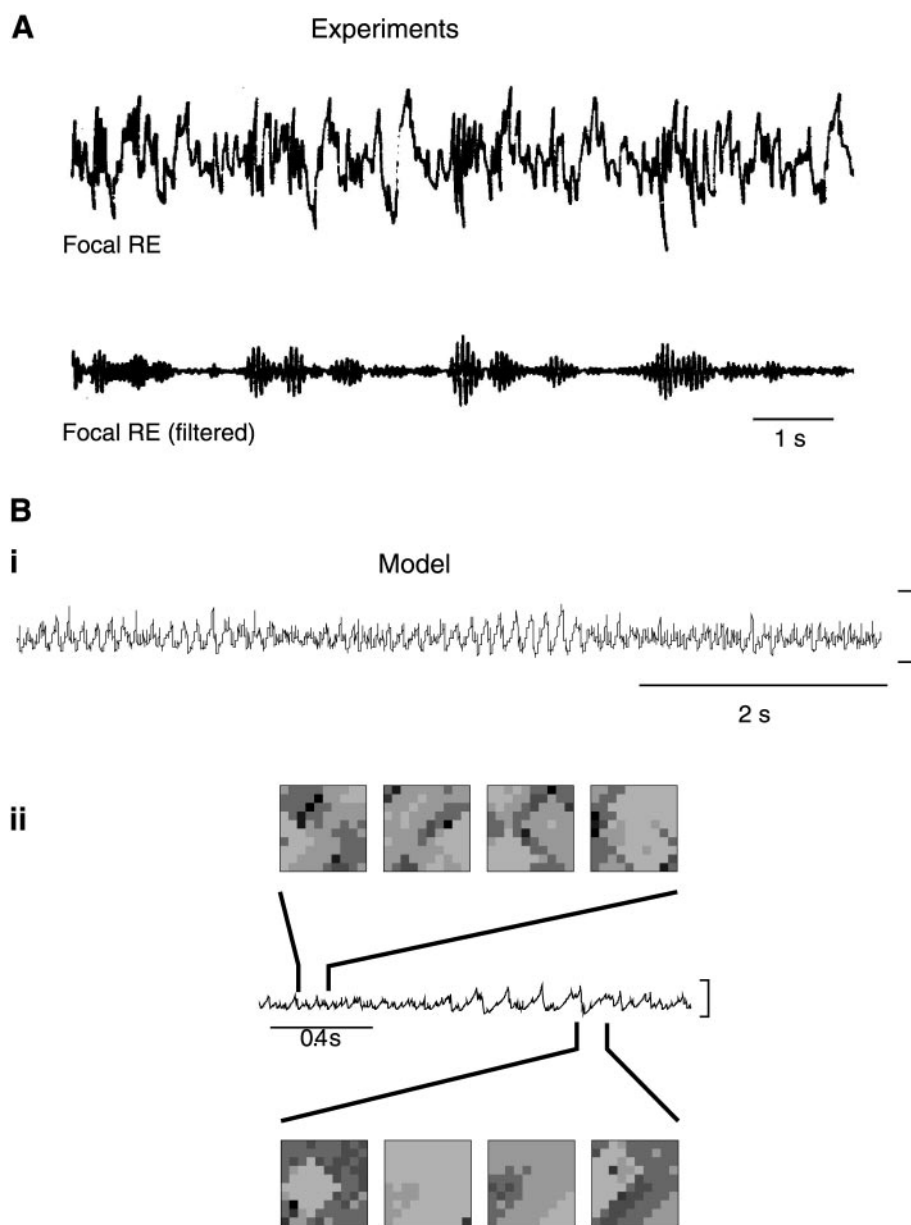 A
Experiments
Focal RE
Focal RE (filtered)
1 s
B
i
Model
2 s
ii
0.4s